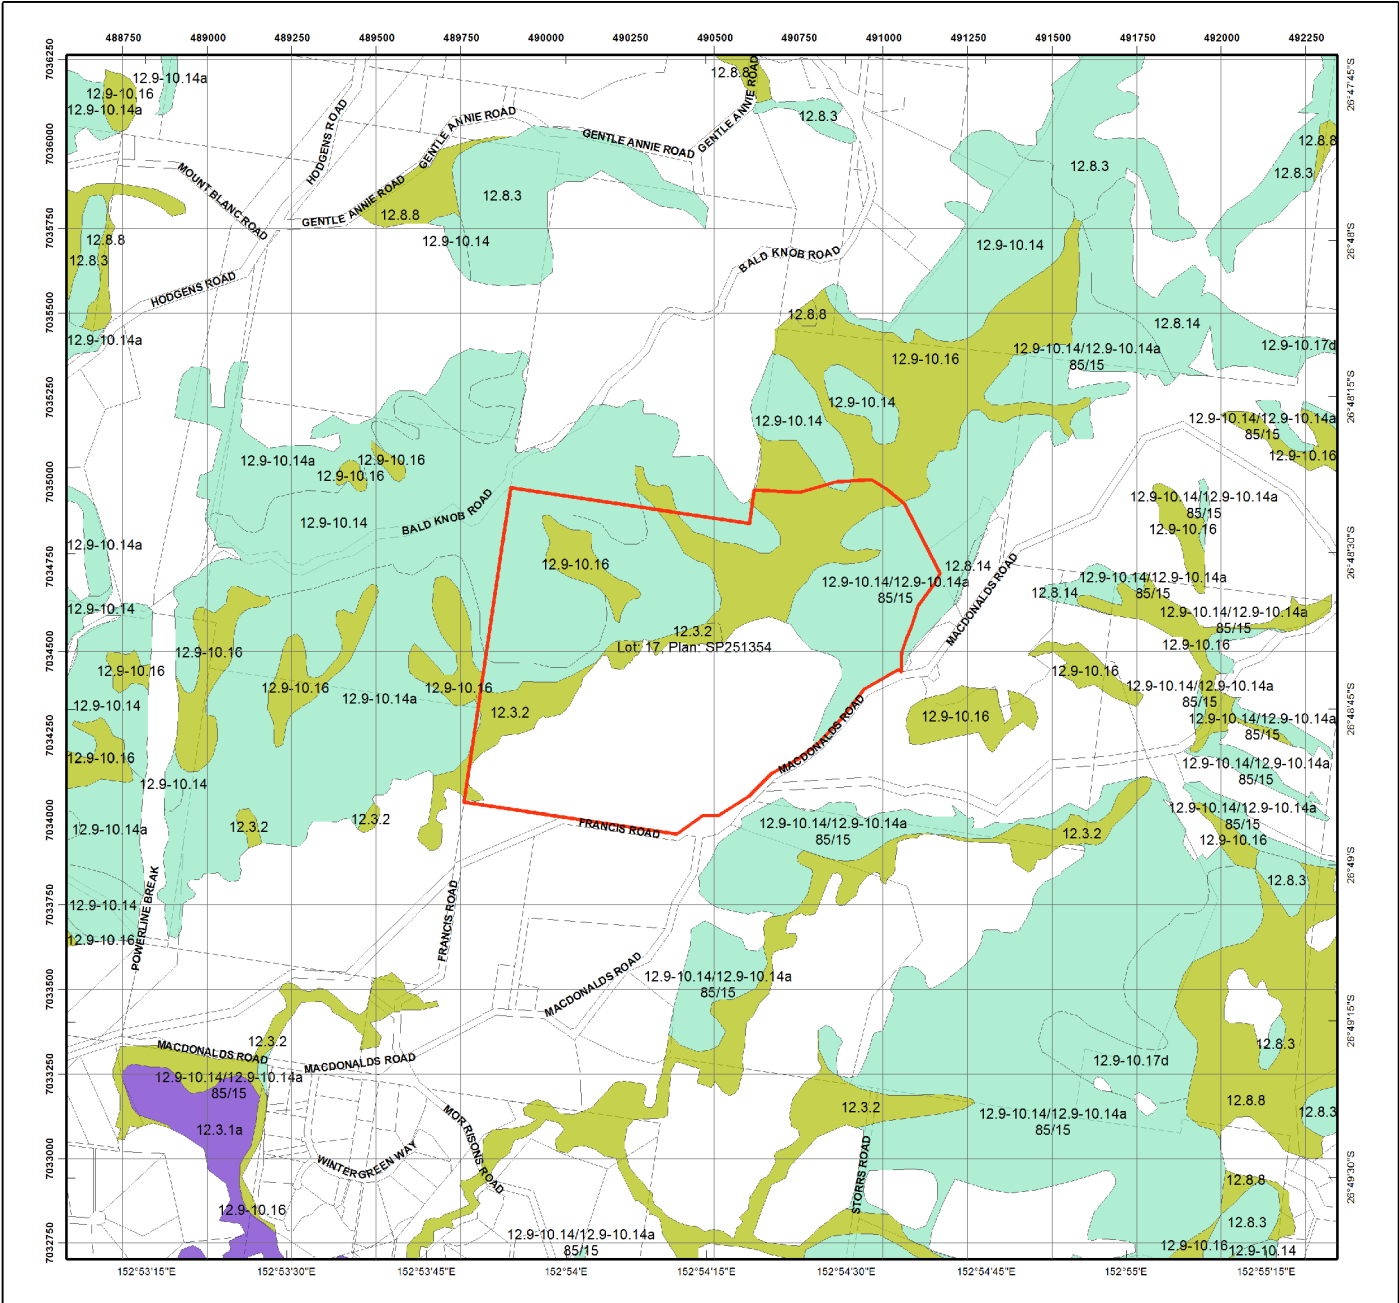 488750 489000 489250 489500 489750 490000 490250 490500 490750 491000 491250 491500 491750 492000 492250
7036250
7036000
7035750
7035500
7035250
7035000
7034750
7034500
7034250
7034000
7033750
7033500
7033250
7033000
7032750
26°47'45"S
26°48'S
26°48'15"S
26°48'30"S
26°48'45"S
26°49'S
26°49'15"S
26°49'30"S
12.9-10.14a
12.9-10.16
12.9-10.14a
HODGENS ROAD
GENTLE ANNIE ROAD
GENTLE ANNIE ROAD
GENTLE ANNIE ROAD
12.8.8
12.8.3
12.8.8
12.8.3
12.8.3
MOUNT BLANC ROAD
GENTLE ANNIE ROAD
12.8.3
12.8.8
12.9-10.14
12.8.8
12.8.3
HODGENS ROAD
BALD KNOB ROAD
12.9-10.14
12.9-10.14a
12.8.8
12.8.14
12.9-10.17d
12.9-10.16
12.9-10.14/12.9-10.14a
85/15
12.9-10.14
12.9-10.14
12.9-10.14/12.9-10.14a
85/15
12.9-10.16
12.9-10.14a
12.9-10.16
12.9-10.16
BALD KNOB ROAD
12.9-10.14
12.9-10.14/12.9-10.14a
85/15
12.9-10.16
12.9-10.14a
12.9-10.16
12.8.14
12.9-10.14/12.9-10.14a
85/15
MACDONALDS ROAD
12.8.14
12.9-10.14/12.9-10.14a
85/15
12.9-10.14
12.9-10.14/12.9-10.14a
85/15
12.3.2
Lot: 17 Plan: SP251354
12.9-10.16
12.9-10.16
12.9-10.16
12.9-10.16
12.9-10.16
12.9-10.16
12.9-10.14a
12.9-10.14/12.9-10.14a
85/15
12.9-10.14
12.3.2
12.9-10.16
12.9-10.14/12.9-10.14a
85/15
MACDONALDS ROAD
12.9-10.16
12.9-10.14
12.9-10.14/12.9-10.14a
85/15
12.9-10.14/12.9-10.14a
85/15
12.9-10.16
12.9-10.14a
12.3.2
12.3.2
FRANCIS ROAD
12.9-10.14/12.9-10.14a
85/15
12.3.2
12.8.3
POWERLINE BREAK
12.9-10.14
12.9-10.16
FRANCIS ROAD
MACDONALDS ROAD
12.9-10.14/12.9-10.14a
85/15
12.3.2
MACDONALDS ROAD
MACDONALDS ROAD
12.9-10.14/12.9-10.14a
85/15
12.3.1a
12.9-10.17d
12.8.3
12.8.8
12.8.3
12.3.2
12.9-10.14/12.9-10.14a
85/15
MORRISONS ROAD
WINTERGREEN WAY
STORRS ROAD
12.8.8
12.9-10.16
12.8.3
12.9-10.14/12.9-10.14a
85/15
12.9-10.16
12.9-10.14
152°53'15"E 152°53'30"E 152°53'45"E 152°54'E 152°54'15"E 152°54'30"E 152°54'45"E 152°55'E 152°55'15"E